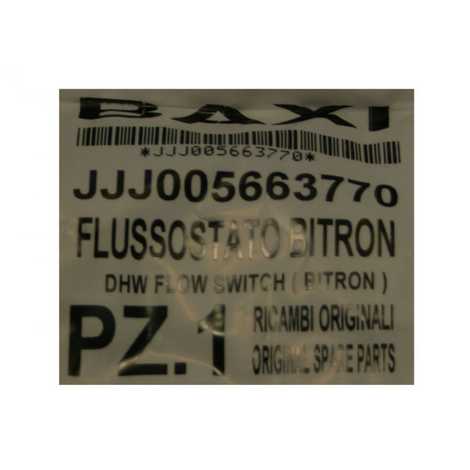 BAXI
*JJJ005663770*
JJJ005663770
FLUSSOSTATO BITRON
DHW FLOW SWITCH ( BITRON )
PZ.1
RICAMBI ORIGINALI
ORIGINAL SPARE PARTS